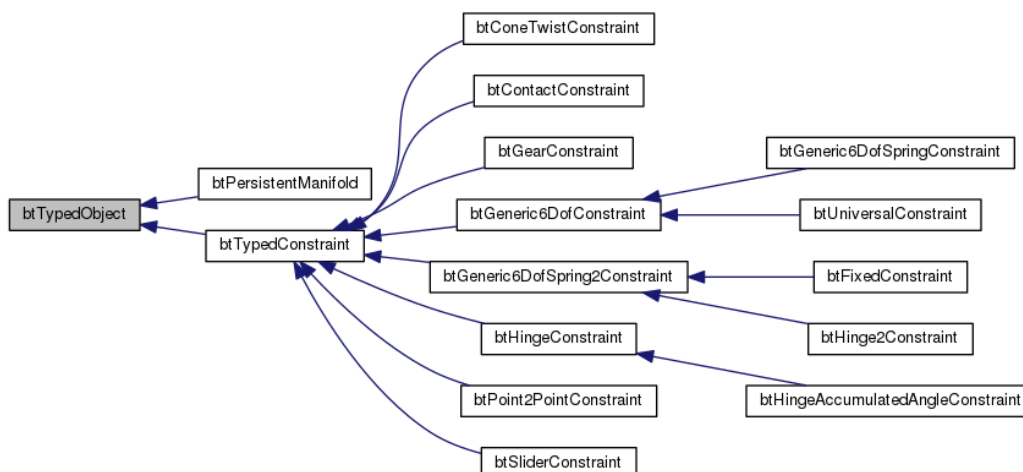 btConeTwistConstraint
btContactConstraint
btGearConstraint
btGeneric6DofSpringConstraint
btPersistentManifold
btTypedObject
btGeneric6DofConstraint
btUniversalConstraint
btTypedConstraint
btGeneric6DofSpring2Constraint
btFixedConstraint
btHingeConstraint
btHinge2Constraint
btPoint2PointConstraint
btHingeAccumulatedAngleConstraint
btSliderConstraint